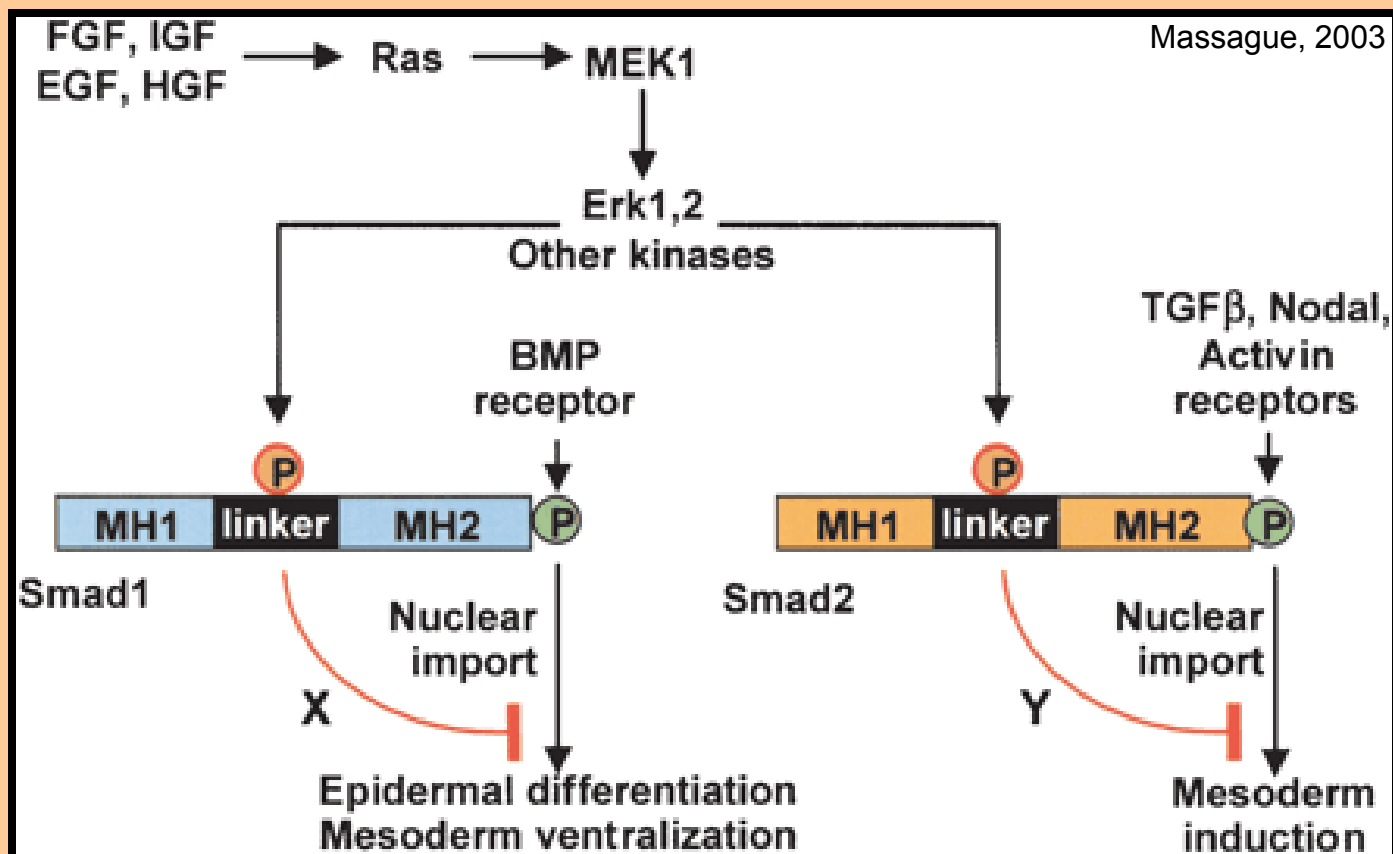 Massague, 2003
FGF, IGF
EGF, HGF
Ras
MEK1
Erk1,2
Other kinases
BMP
receptor
TGFβ, Nodal,
Activin
receptors
P
P
MH1
linker
MH2
P
MH1
linker
MH2
P
Smad1
Smad2
Nuclear
import
Nuclear
import
X
Y
Epidermal differentiation
Mesoderm ventralization
Mesoderm
induction